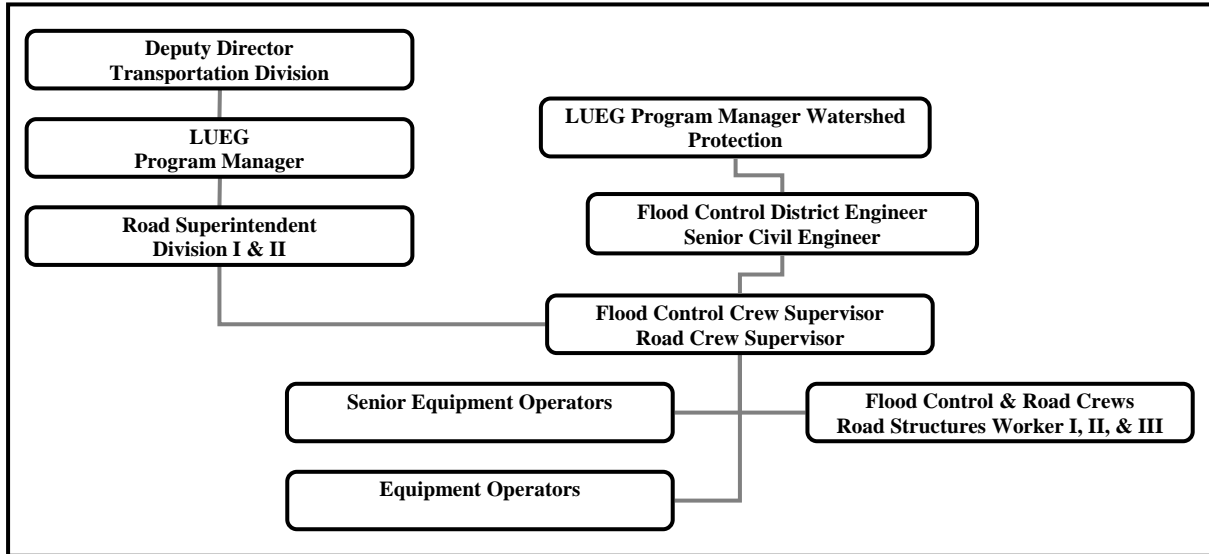 Deputy Director
Transportation Division
LUEG Program Manager Watershed
Protection
LUEG
Program Manager
Flood Control District Engineer
Senior Civil Engineer
Road Superintendent
Division I & II
Flood Control Crew Supervisor
Road Crew Supervisor
Senior Equipment Operators
Flood Control & Road Crews
Road Structures Worker I, II, & III
Equipment Operators